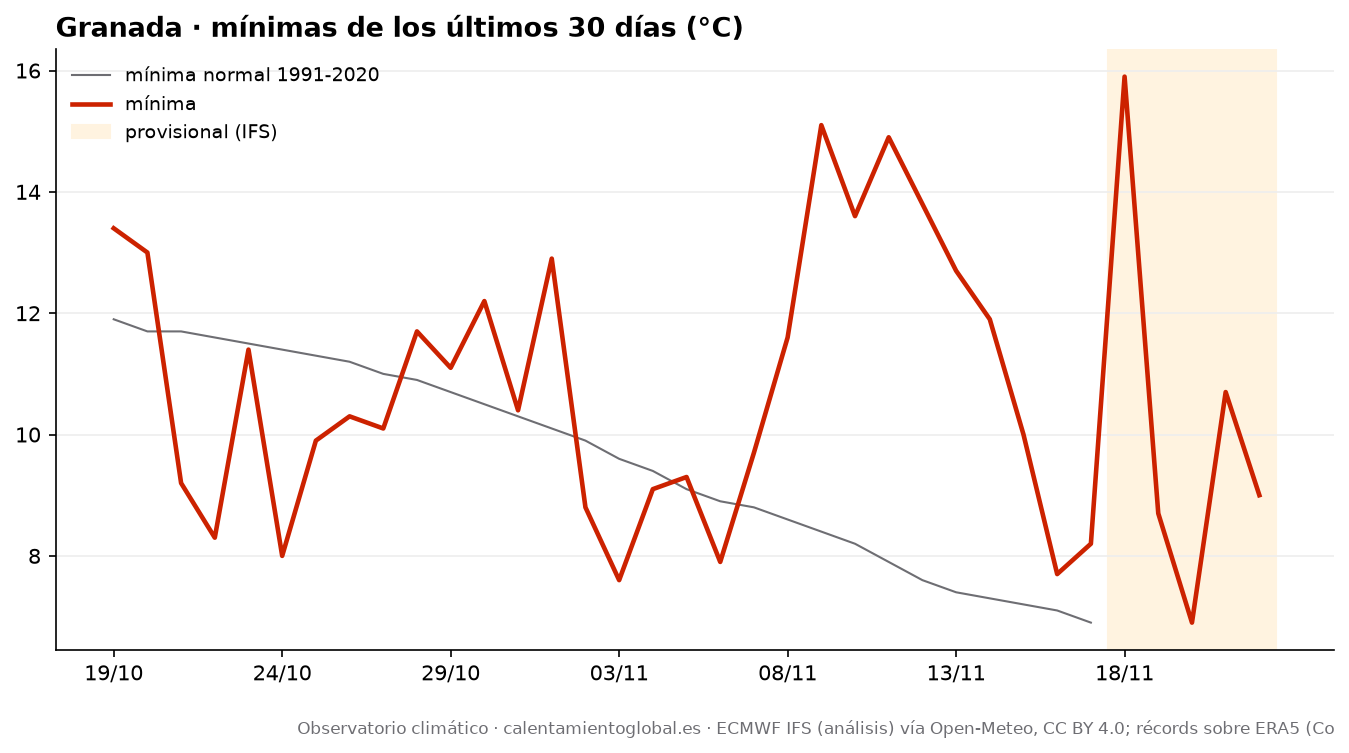 Granada · mínimas de los últimos 30 días (°C)
mínima normal 1991-2020
mínima
provisional (IFS)
16
14
12
10
8
19/10 24/10 29/10 03/11 08/11 13/11 18/11
Observatorio climático · calentamientoglobal.es · ECMWF IFS (análisis) vía Open-Meteo, CC BY 4.0; récords sobre ERA5 (Co